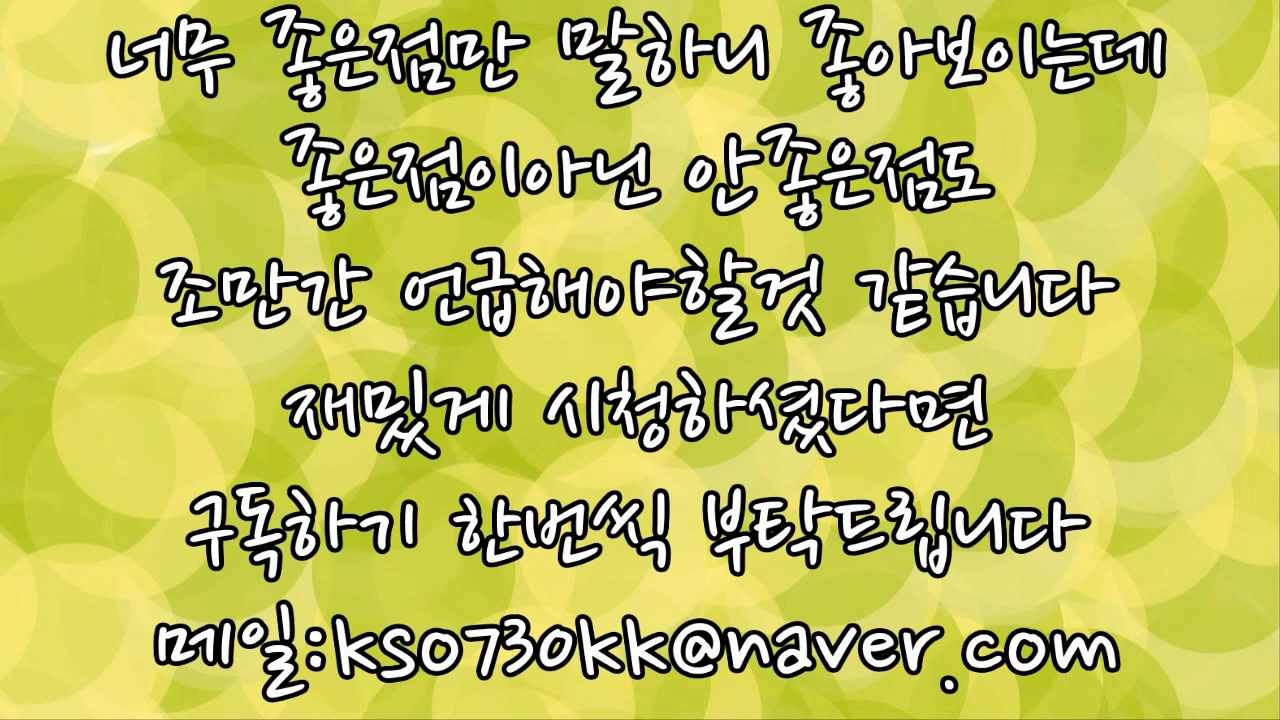 너무 좋은점만 말하니 좋아보이는데
좋은점이아닌 안좋은점도
조만간 언급해야할것 같습니다
재밌게 시청하셨다면
구독하기 한번씩 부탁드립니다
메일:kso730kk@naver.com